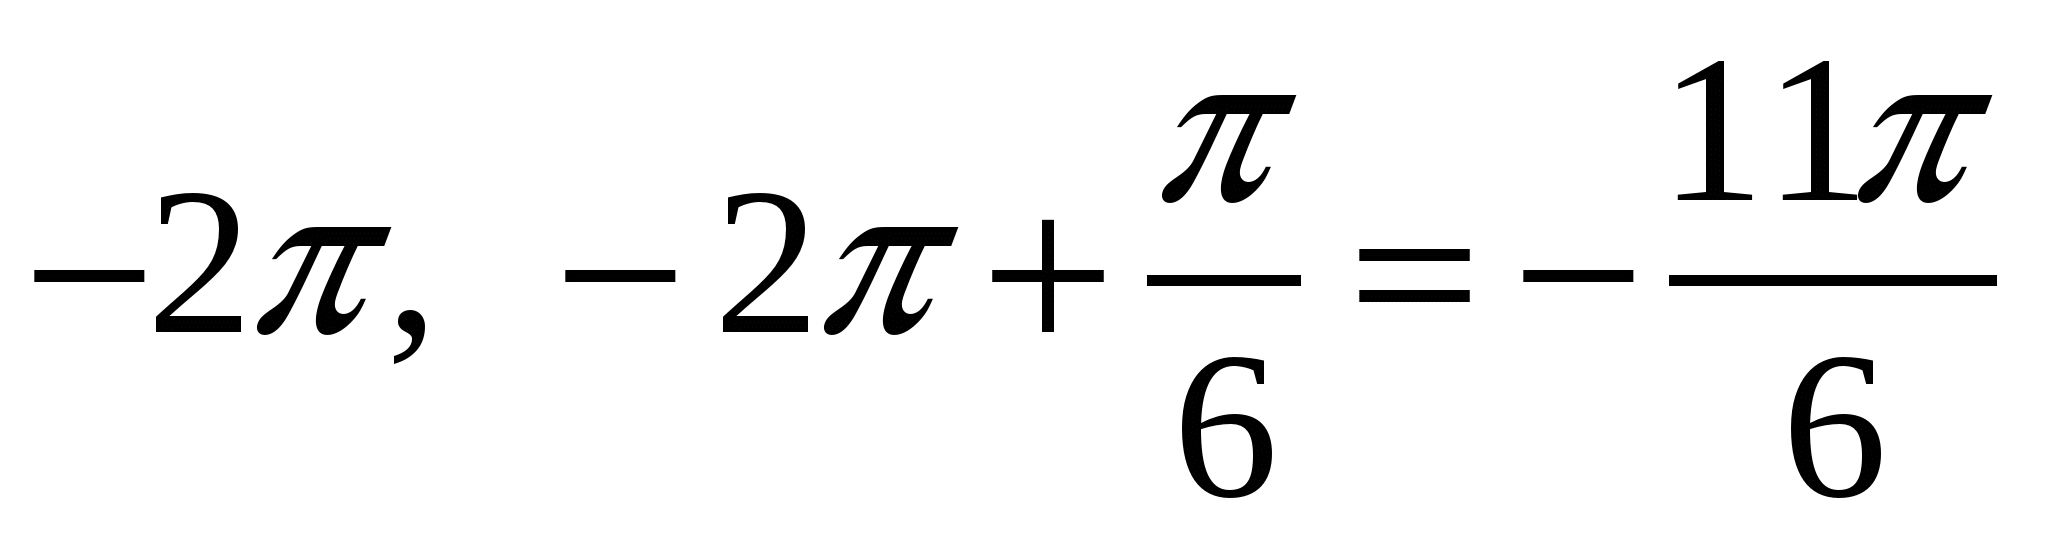 −2π, −2π + π/6 = −11π/6